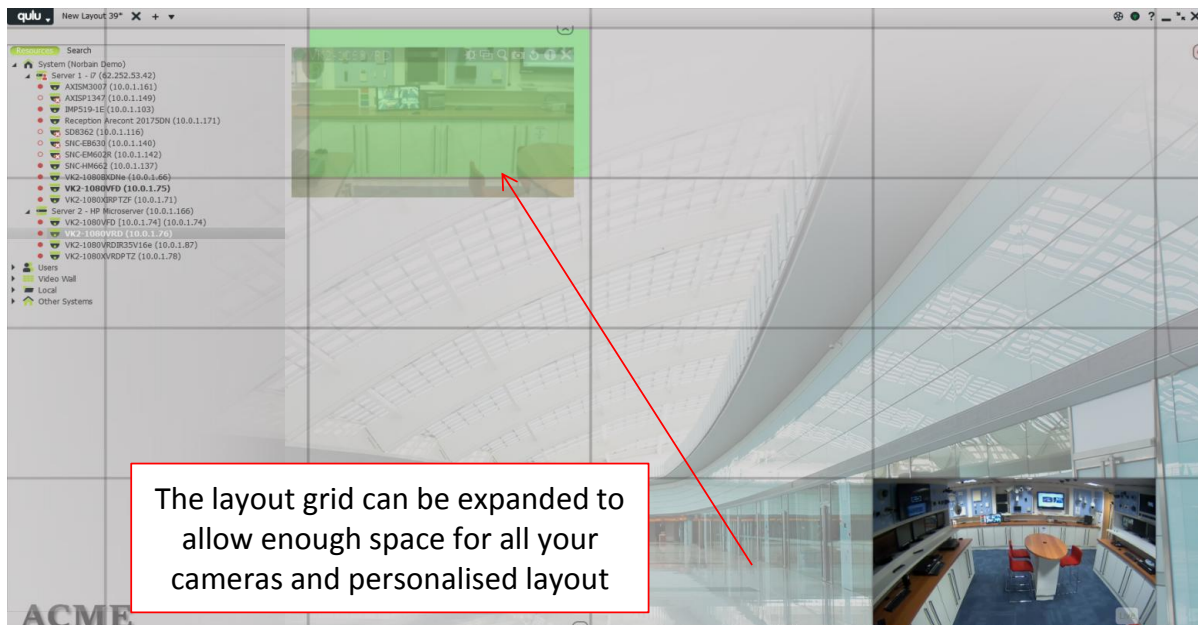 qulu New Layout 39* X + ▾
?
Resources Search
System (Norbain Demo)
Server 1 - i7 (62.252.53.42)
AXISM3007 (10.0.1.161)
AXISP1347 (10.0.1.149)
IMP519-1E (10.0.1.103)
Reception Arecont 20175DN (10.0.1.171)
SD8362 (10.0.1.116)
SNC-EB630 (10.0.1.140)
SNC-EM602R (10.0.1.142)
SNC-HM662 (10.0.1.137)
VK2-1080BXDNe (10.0.1.66)
VK2-1080VFD (10.0.1.75)
VK2-1080XIRPTZF (10.0.1.71)
Server 2 - HP Microserver (10.0.1.166)
VK2-1080VFD [10.0.1.74] (10.0.1.74)
VK2-1080VRD (10.0.1.76)
VK2-1080VRDIR35V16e (10.0.1.87)
VK2-1080XVRDPTZ (10.0.1.78)
Users
Video Wall
Local
Other Systems
The layout grid can be expanded to
allow enough space for all your
cameras and personalised layout
ACME